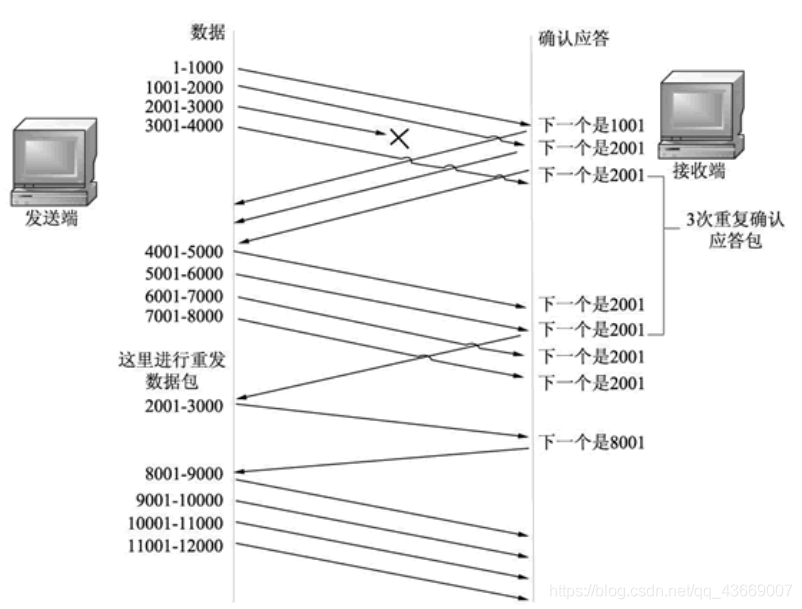 数据
确认应答
1-1000
1001-2000
2001-3000
3001-4000
下一个是1001
下一个是2001
下一个是2001
发送端
接收端
3次重复确认
应答包
4001-5000
5001-6000
6001-7000
7001-8000
下一个是2001
下一个是2001
下一个是2001
下一个是2001
这里进行重发
数据包
2001-3000
下一个是8001
8001-9000
9001-10000
10001-11000
11001-12000
https://blog.csdn.net/qq_43669007